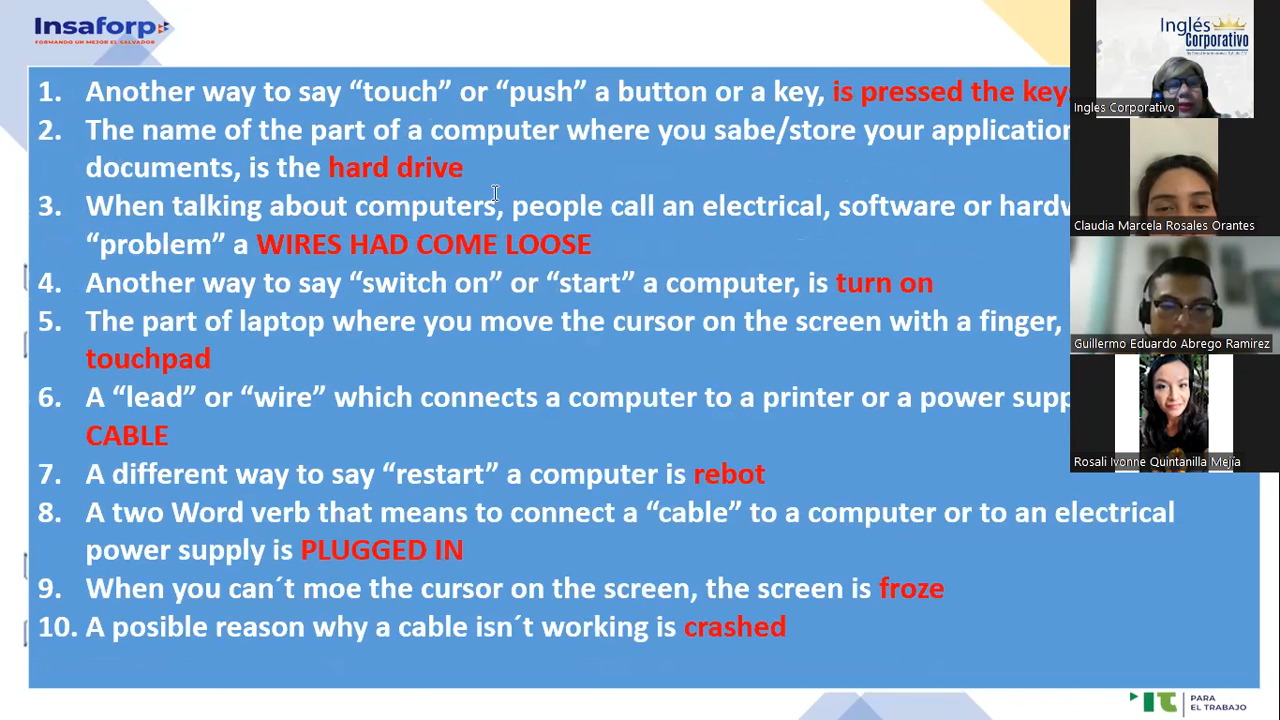 Insaforp
FORMANDO UN MEJOR EL SALVADOR
1. Another way to say “touch” or “push” a button or a key, is pressed the key
2. The name of the part of a computer where you sabe/store your application
documents, is the hard drive
3. When talking about computers, people call an electrical, software or hardw
“problem” a WIRES HAD COME LOOSE
4. Another way to say “switch on” or “start” a computer, is turn on
5. The part of laptop where you move the cursor on the screen with a finger,
touchpad
6. A “lead” or “wire” which connects a computer to a printer or a power supp
CABLE
7. A different way to say “restart” a computer is rebot
8. A two Word verb that means to connect a “cable” to a computer or to an electrical
power supply is PLUGGED IN
9. When you can´t moe the cursor on the screen, the screen is froze
10. A posible reason why a cable isn´t working is crashed
Inglés
Corporativo
Ingles Corporativo
Claudia Marcela Rosales Orantes
Guillermo Eduardo Abrego Ramirez
Rosali Ivonne Quintanilla Mejía
PARA
EL TRABAJO